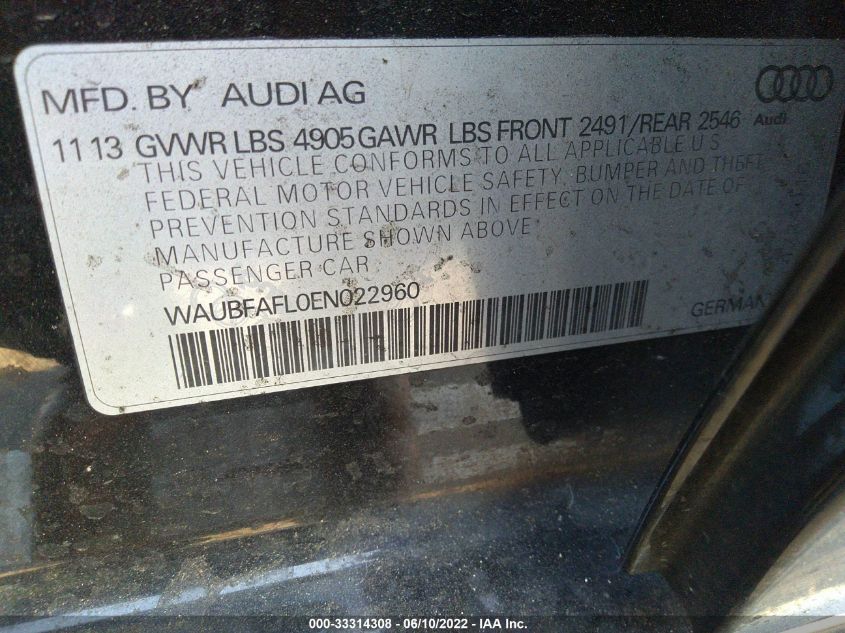 MFD. BY AUDI AG
Audi
11 13 GVWR LBS 4905 GAWR LBS FRONT 2491/REAR 2546
THIS VEHICLE CONFORMS TO ALL APPLICABLE U S
FEDERAL MOTOR VEHICLE SAFETY, BUMPER AND THEFT
PREVENTION STANDARDS IN EFFECT ON THE DATE OF
MANUFACTURE SHOWN ABOVE
PASSENGER CAR
WAUBFAFL0EN022960
GERMAN
000-33314308 - 06/10/2022 - IAA Inc.